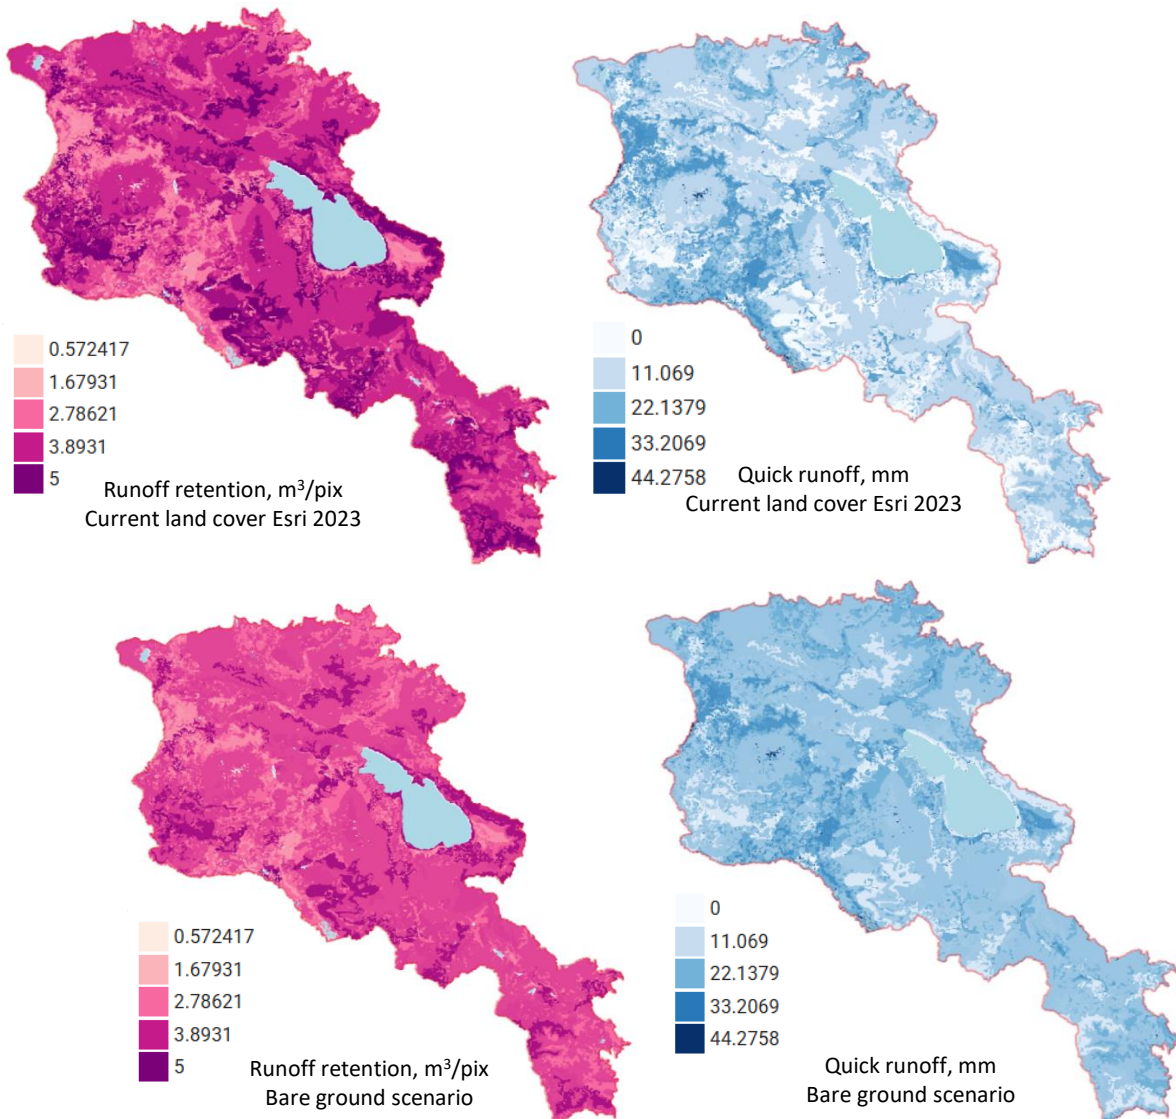 0.572417
1.67931
2.78621
3.8931
5
Runoff retention, m³/pix
Current land cover Esri 2023
0
11.069
22.1379
33.2069
44.2758
Quick runoff, mm
Current land cover Esri 2023
0.572417
1.67931
2.78621
3.8931
5
Runoff retention, m³/pix
Bare ground scenario
0
11.069
22.1379
33.2069
44.2758
Quick runoff, mm
Bare ground scenario